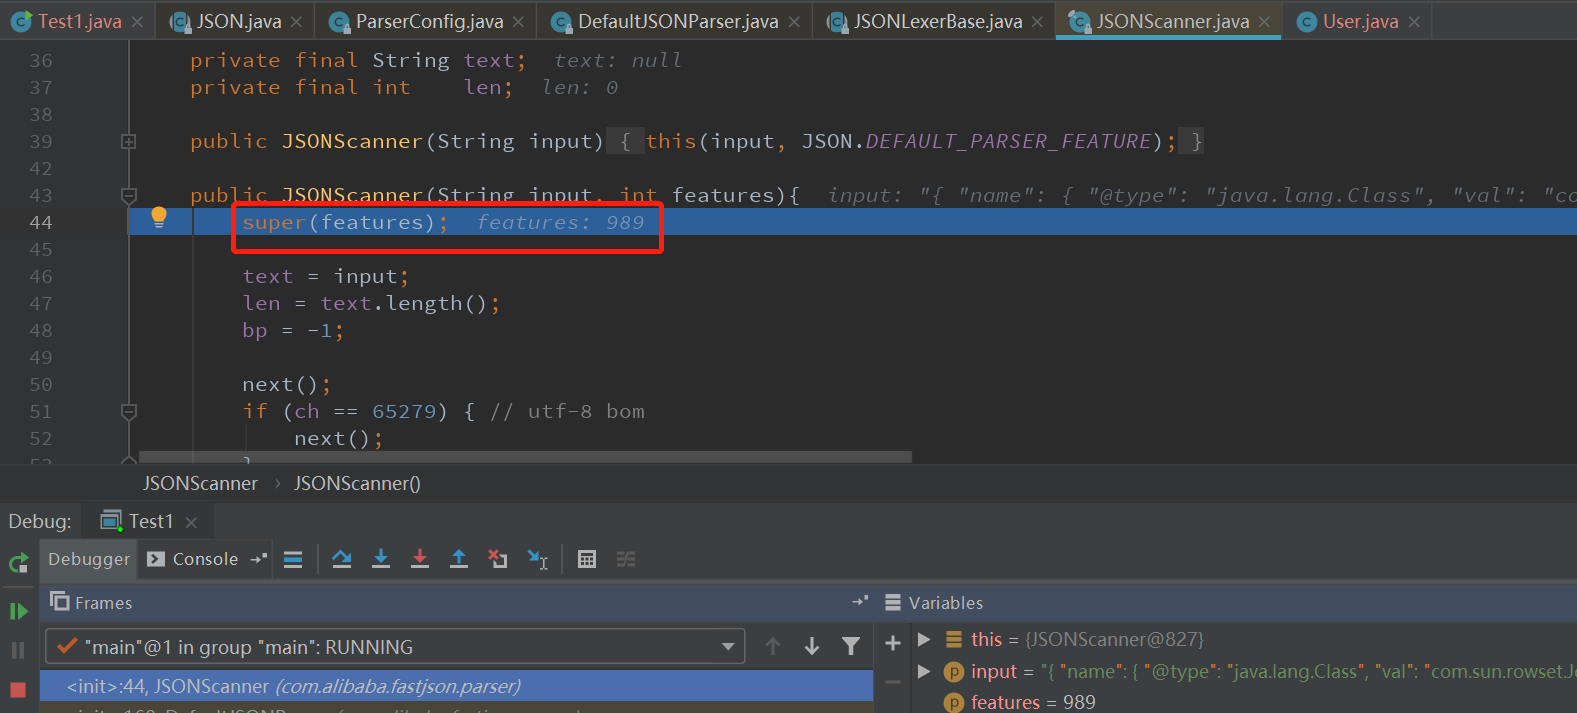 Test1.java JSON.java ParserConfig.java DefaultJSONParser.java JSONLexerBase.java JSONScanner.java User.java
36 private final String text; text: null
37 private final int len; len: 0
38
39 public JSONScanner(String input) { this(input, JSON.DEFAULT_PARSER_FEATURE); }
42
43 public JSONScanner(String input, int features){ input: "{ "name": { "@type": "java.lang.Class", "val": "co
44 super(features); features: 989
45
46 text = input;
47 len = text.length();
48 bp = -1;
49
50 next();
51 if (ch == 65279) { // utf-8 bom
52 next();
JSONScanner › JSONScanner()
Debug: Test1
Debugger Console
Frames Variables
"main"@1 in group "main": RUNNING
this = {JSONScanner@827}
input = "{ "name": { "@type": "java.lang.Class", "val": "com.sun.rowset.J
<init>:44, JSONScanner (com.alibaba.fastjson.parser)
features = 989